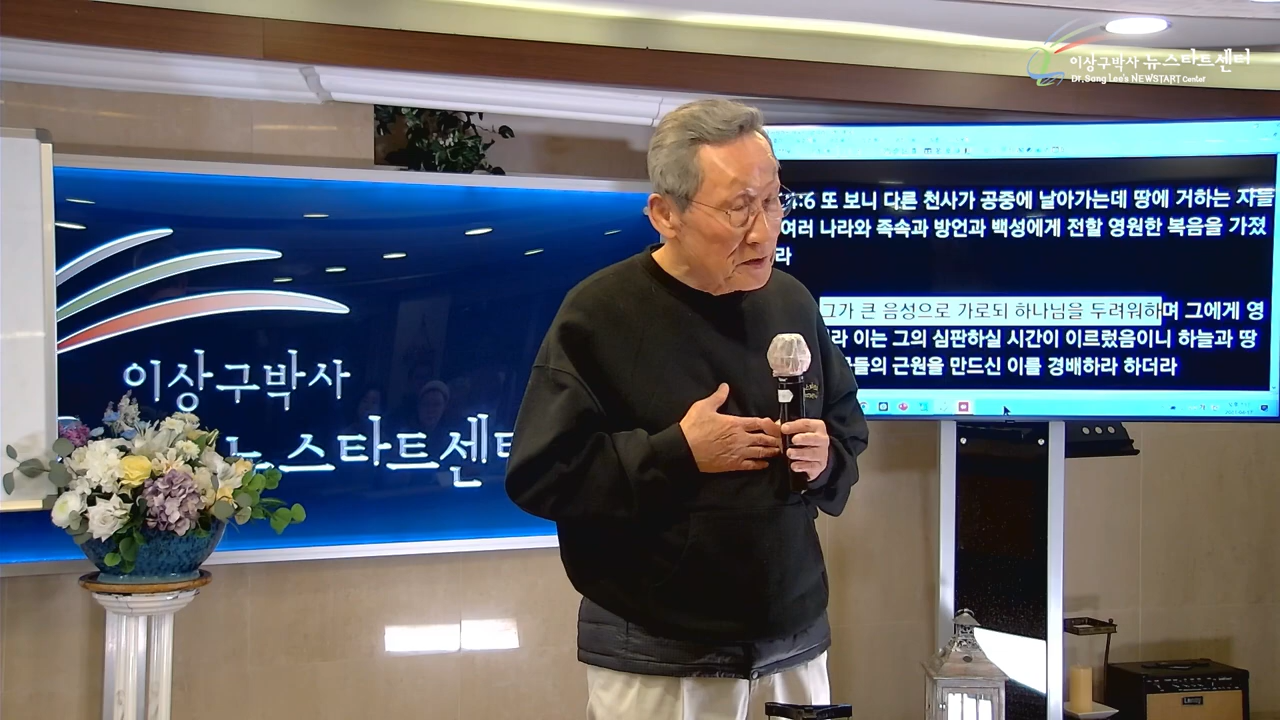 이상구박사 뉴스타트센터
Dr. Sang Lee's NEWSTART Center
:6 또 보니 다른 천사가 공중에 날아가는데 땅에 거하는 자들
여러 나라와 족속과 방언과 백성에게 전할 영원한 복음을 가졌
라
그가 큰 음성으로 가로되 하나님을 두려워하며 그에게 영
라 이는 그의 심판하실 시간이 이르렀음이니 하늘과 땅
들의 근원을 만드신 이를 경배하라 하더라
이상구박사
뉴스타트센터